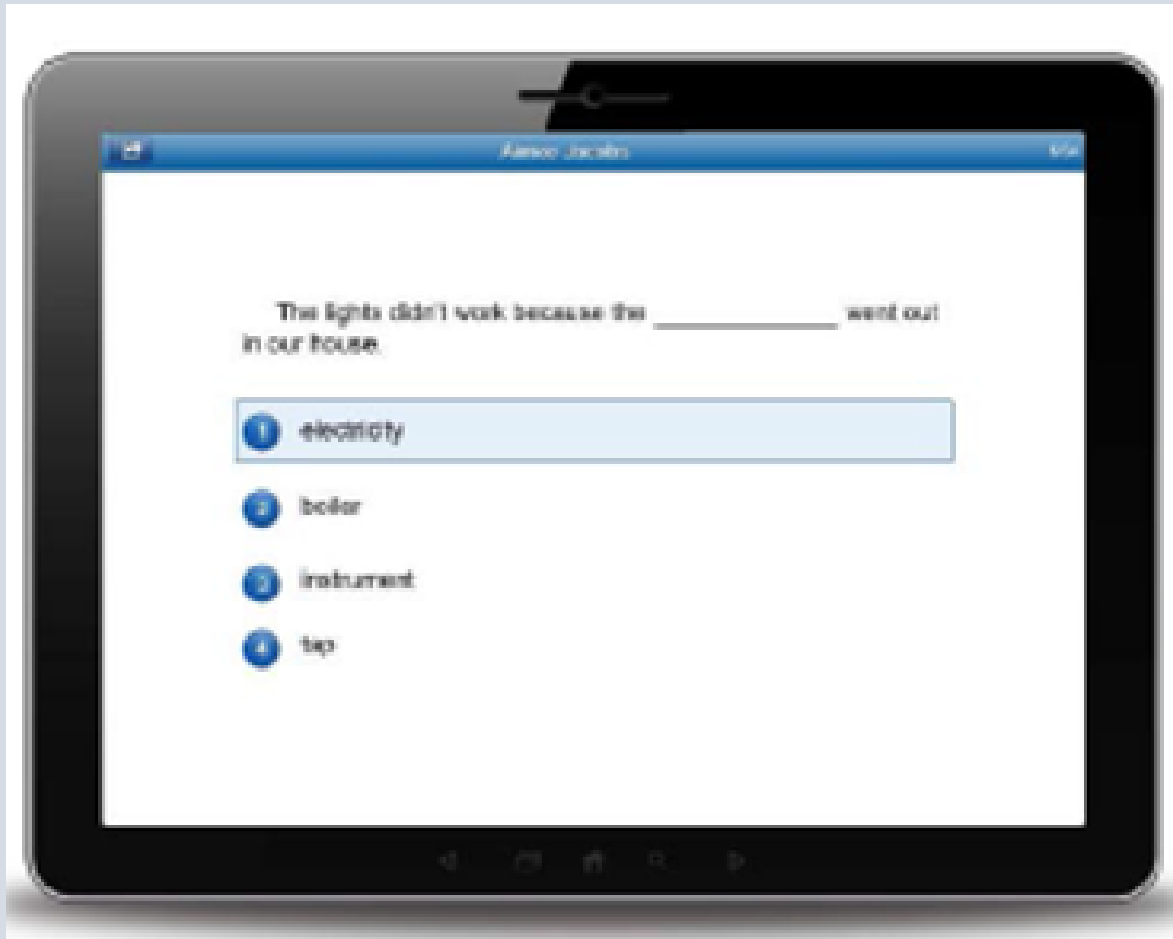 The lights didn't work because the ____________ went out
in our house.
1 electricity
2 boiler
3 instrument
4 tap